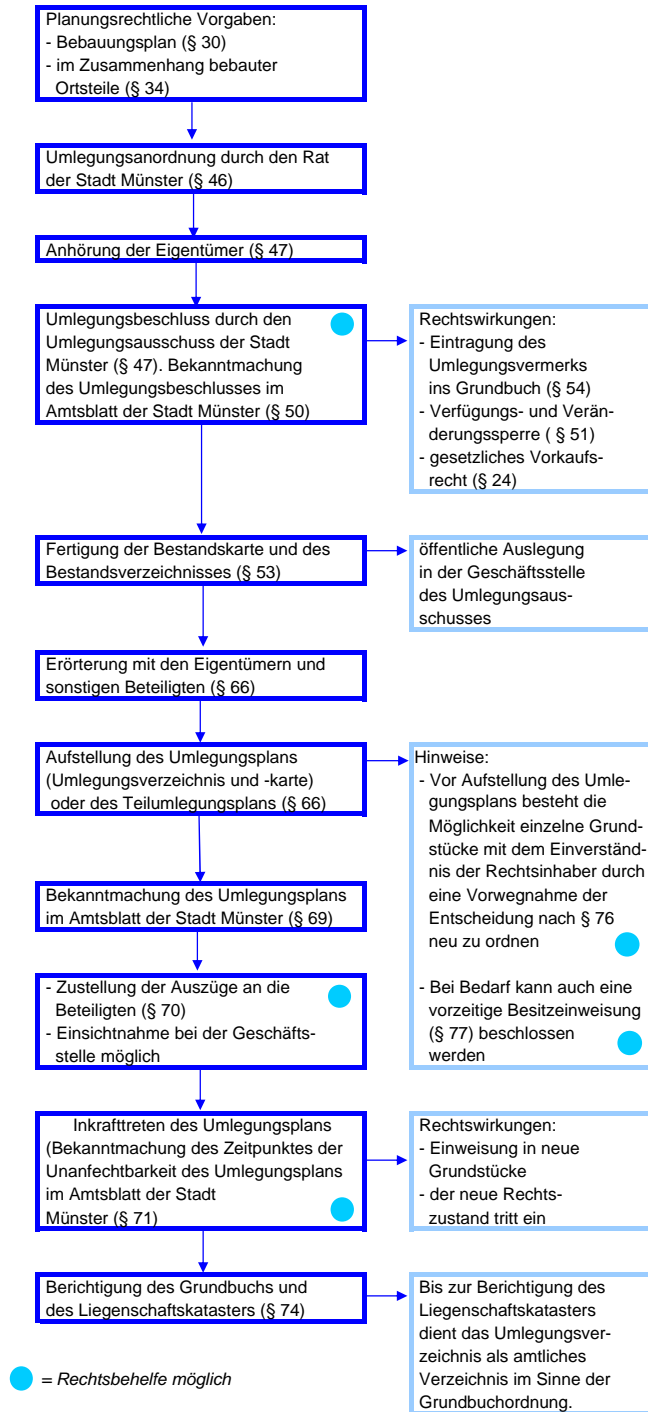 Planungsrechtliche Vorgaben:
- Bebauungsplan (§ 30)
- im Zusammenhang bebauter
Ortsteile (§ 34)
Umlegungsanordnung durch den Rat
der Stadt Münster (§ 46)
Anhörung der Eigentümer (§ 47)
Umlegungsbeschluss durch den
Umlegungsausschuss der Stadt
Münster (§ 47). Bekanntmachung
des Umlegungsbeschlusses im
Amtsblatt der Stadt Münster (§ 50)
Rechtswirkungen:
- Eintragung des
Umlegungsvermerks
ins Grundbuch (§ 54)
- Verfügungs- und Verän-
derungssperre ( § 51)
- gesetzliches Vorkaufs-
recht (§ 24)
Fertigung der Bestandskarte und des
Bestandsverzeichnisses (§ 53)
öffentliche Auslegung
in der Geschäftsstelle
des Umlegungsaus-
schusses
Erörterung mit den Eigentümern und
sonstigen Beteiligten (§ 66)
Aufstellung des Umlegungsplans
(Umlegungsverzeichnis und -karte)
oder des Teilumlegungsplans (§ 66)
Hinweise:
- Vor Aufstellung des Umle-
gungsplans besteht die
Möglichkeit einzelne Grund-
stücke mit dem Einverständ-
nis der Rechtsinhaber durch
eine Vorwegnahme der
Entscheidung nach § 76
neu zu ordnen
- Bei Bedarf kann auch eine
vorzeitige Besitzeinweisung
(§ 77) beschlossen
werden
Bekanntmachung des Umlegungsplans
im Amtsblatt der Stadt Münster (§ 69)
- Zustellung der Auszüge an die
Beteiligten (§ 70)
- Einsichtnahme bei der Geschäfts-
stelle möglich
Inkrafttreten des Umlegungsplans
(Bekanntmachung des Zeitpunktes der
Unanfechtbarkeit des Umlegungsplans
im Amtsblatt der Stadt
Münster (§ 71)
Rechtswirkungen:
- Einweisung in neue
Grundstücke
- der neue Rechts-
zustand tritt ein
Berichtigung des Grundbuchs und
des Liegenschaftskatasters (§ 74)
Bis zur Berichtigung des
Liegenschaftskatasters
dient das Umlegungsver-
zeichnis als amtliches
Verzeichnis im Sinne der
Grundbuchordnung.
= Rechtsbehelfe möglich